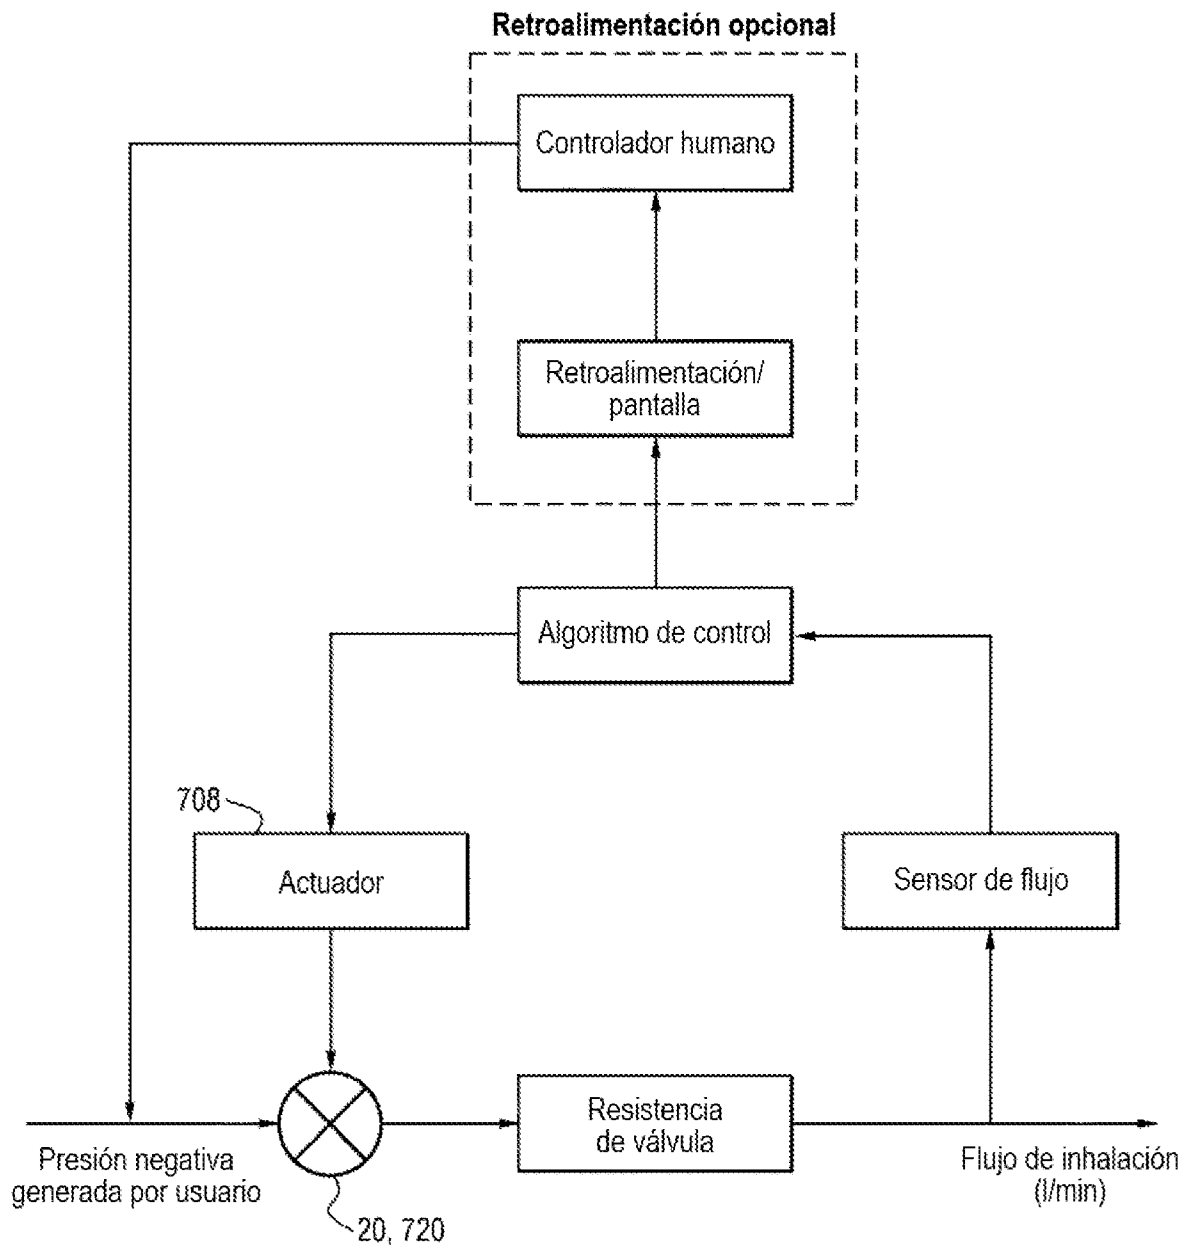 Retroalimentación opcional
Controlador humano
Retroalimentación/
pantalla
Algoritmo de control
708
Actuador
Sensor de flujo
Resistencia
de válvula
Presión negativa
generada por usuario
Flujo de inhalación
(l/min)
20, 720